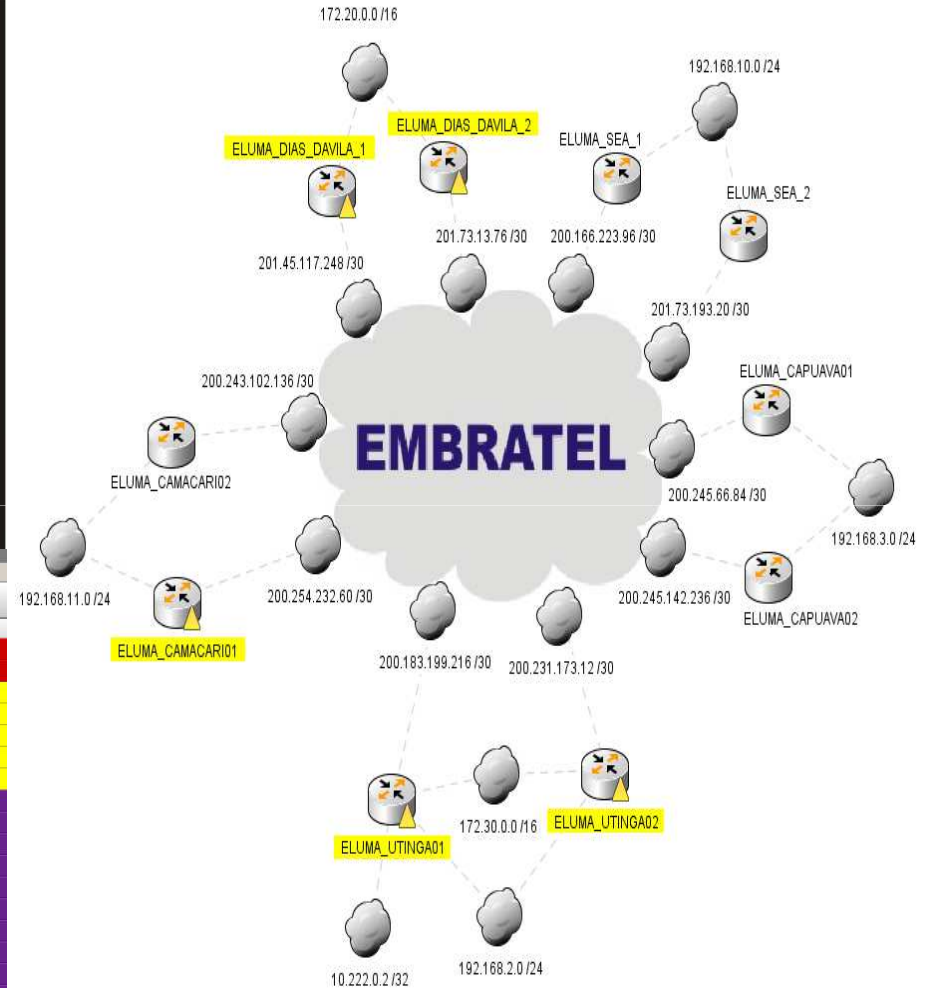 172.20.0.0 /16
192.168.10.0 /24
ELUMA_DIAS_DAVILA_2
ELUMA_DIAS_DAVILA_1
ELUMA_SEA_1
ELUMA_SEA_2
201.73.13.76 /30
200.166.223.96 /30
201.45.117.248 /30
201.73.193.20 /30
200.243.102.136 /30
ELUMA_CAPUAVA01
EMBRATEL
ELUMA_CAMACARI02
200.245.66.84 /30
192.168.3.0 /24
192.168.11.0 /24
200.254.232.60 /30
200.245.142.236 /30
ELUMA_CAPUAVA02
ELUMA_CAMACARI01
200.183.199.216 /30
200.231.173.12 /30
172.30.0.0 /16
ELUMA_UTINGA02
ELUMA_UTINGA01
192.168.2.0 /24
10.222.0.2 /32